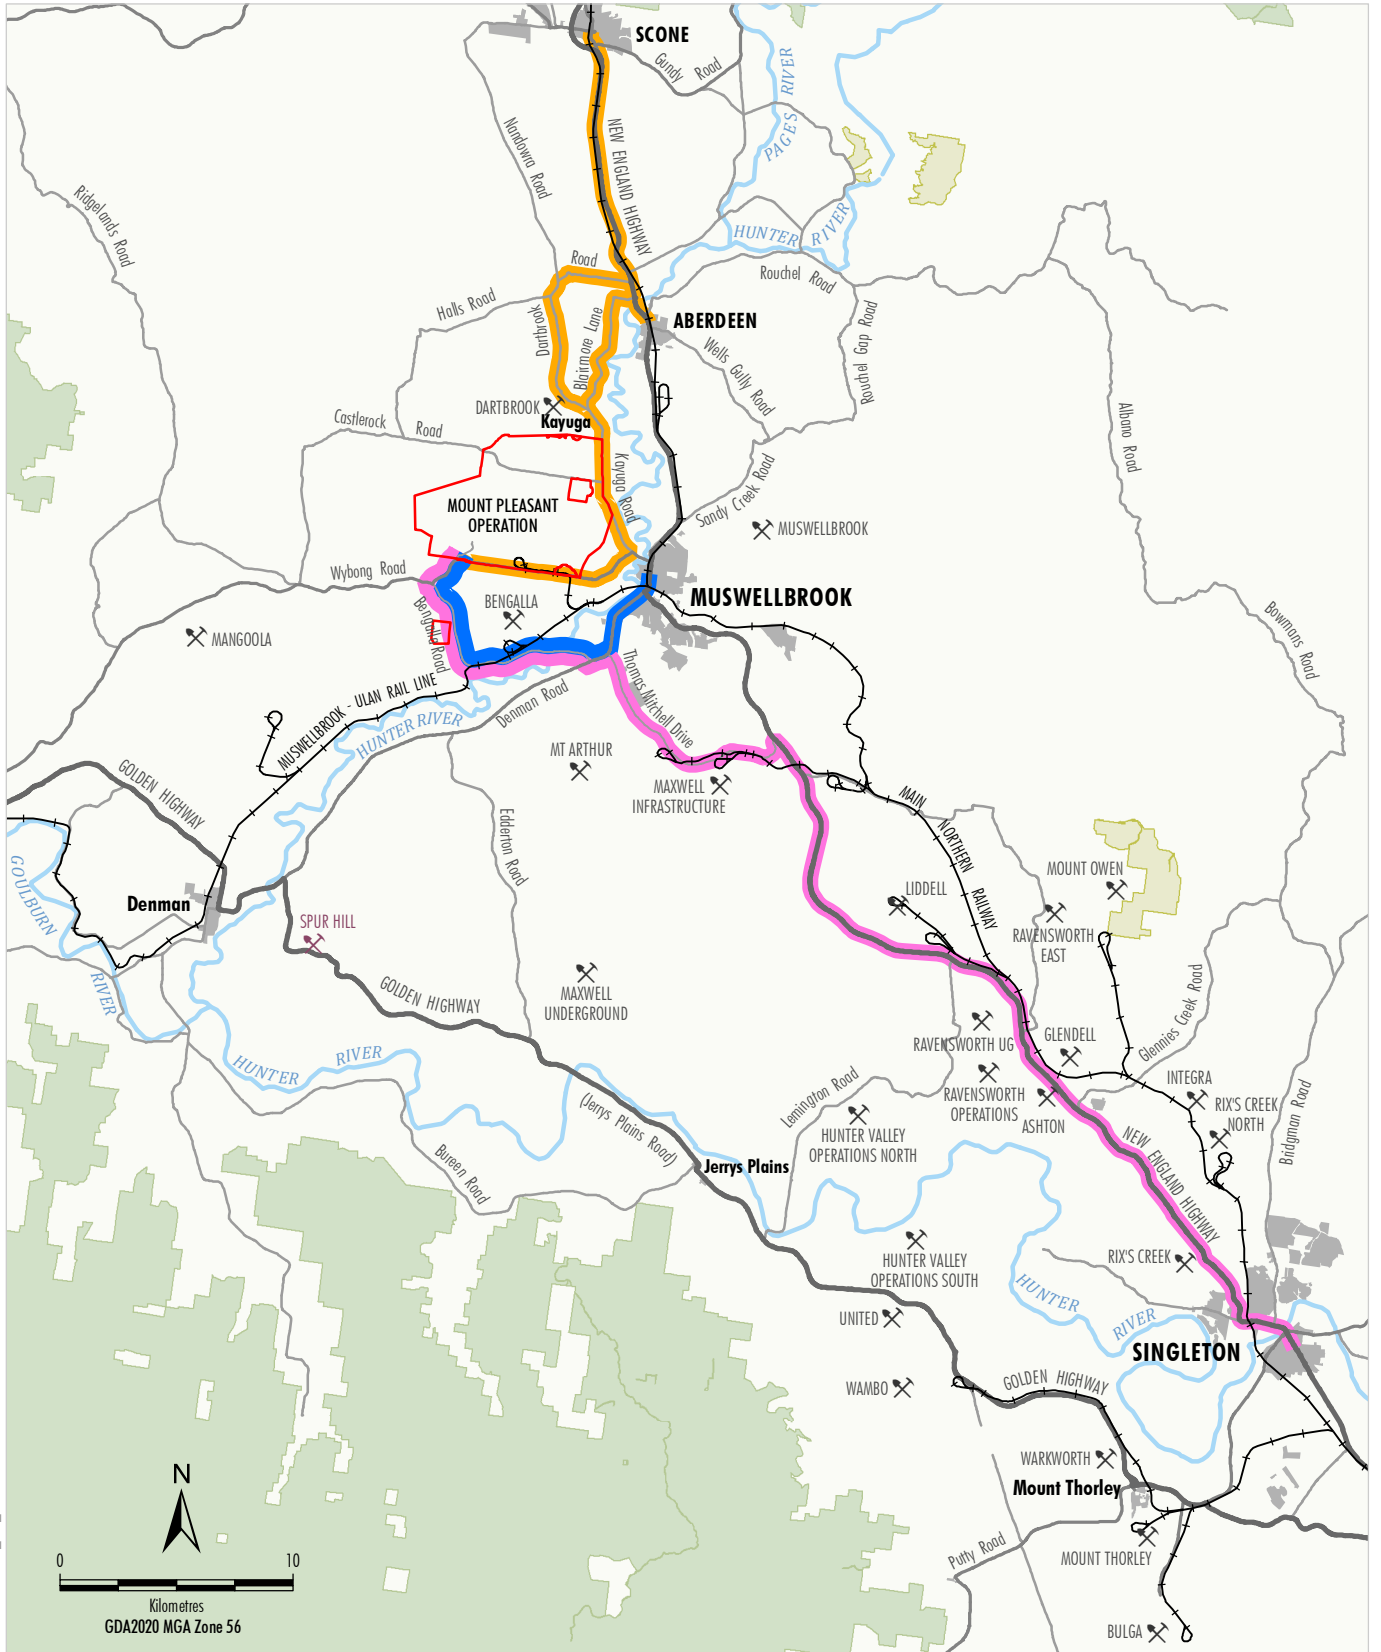 SCONE
Gundy Road
PAGES RIVER
NEW ENGLAND HIGHWAY
Nandowra Road
Ridgelands Road
HUNTER RIVER
Rouchel Road
Road
Halls Road
Dartbrook
Blairmore Lane
ABERDEEN
Wells Gully Road
Rouchel Gap Road
Albano Road
DARTBROOK
Kayuga
Castlerock Road
Kayuga Road
Sandy Creek Road
MOUNT PLEASANT
OPERATION
MUSWELLBROOK
Wybong Road
MUSWELLBROOK
BENGALLA
Bengalla Road
MANGOOLA
Bowmans Road
Thomas Mitchell Drive
MUSWELLBROOK - ULAN RAIL LINE
Denman Road
HUNTER RIVER
MT ARTHUR
MAXWELL
INFRASTRUCTURE
GOLDEN HIGHWAY
Edderton Road
MAIN
NORTHERN
RAILWAY
MOUNT OWEN
LIDDELL
GOULBURN
RIVER
Denman
SPUR HILL
RAVENSWORTH
EAST
GOLDEN HIGHWAY
MAXWELL
UNDERGROUND
Glennies Creek Road
RAVENSWORTH UG
GLENDELL
HUNTER RIVER
(Jerrys Plains Road)
Lemington Road
RAVENSWORTH
OPERATIONS
ASHTON
INTEGRA
RIX'S CREEK
NORTH
Bridgman Road
HUNTER VALLEY
OPERATIONS NORTH
NEW ENGLAND HIGHWAY
Bureen Road
Jerrys Plains
HUNTER VALLEY
OPERATIONS SOUTH
RIX'S CREEK
HUNTER
RIVER
UNITED
SINGLETON
WAMBO
GOLDEN HIGHWAY
WARKWORTH
Mount Thorley
N
0 10
Kilometres
GDA2020 MGA Zone 56
Putty Road
MOUNT THORLEY
BULGA